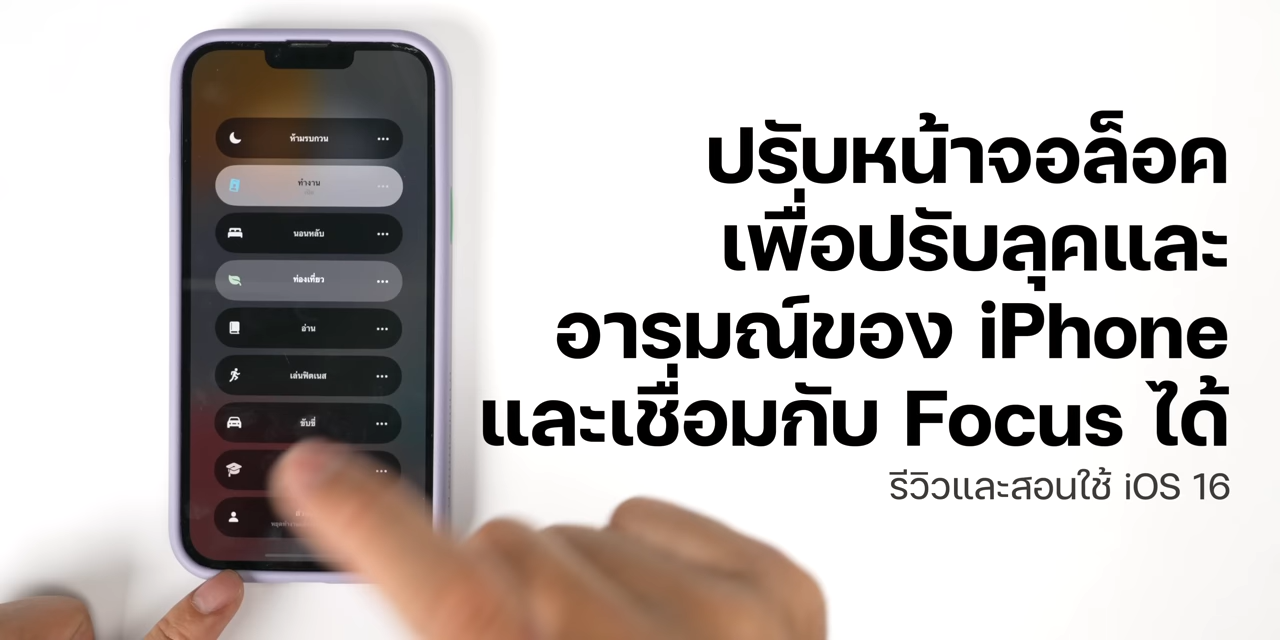 ห้ามรบกวน
ทำงาน
นอนหลับ
ท่องเที่ยว
อ่าน
เล่นฟิตเนส
ขับขี่
ปรับหน้าจอล็อค
เพื่อปรับลุคและ
อารมณ์ของ iPhone
และเชื่อมกับ Focus ได้
รีวิวและสอนใช้ iOS 16